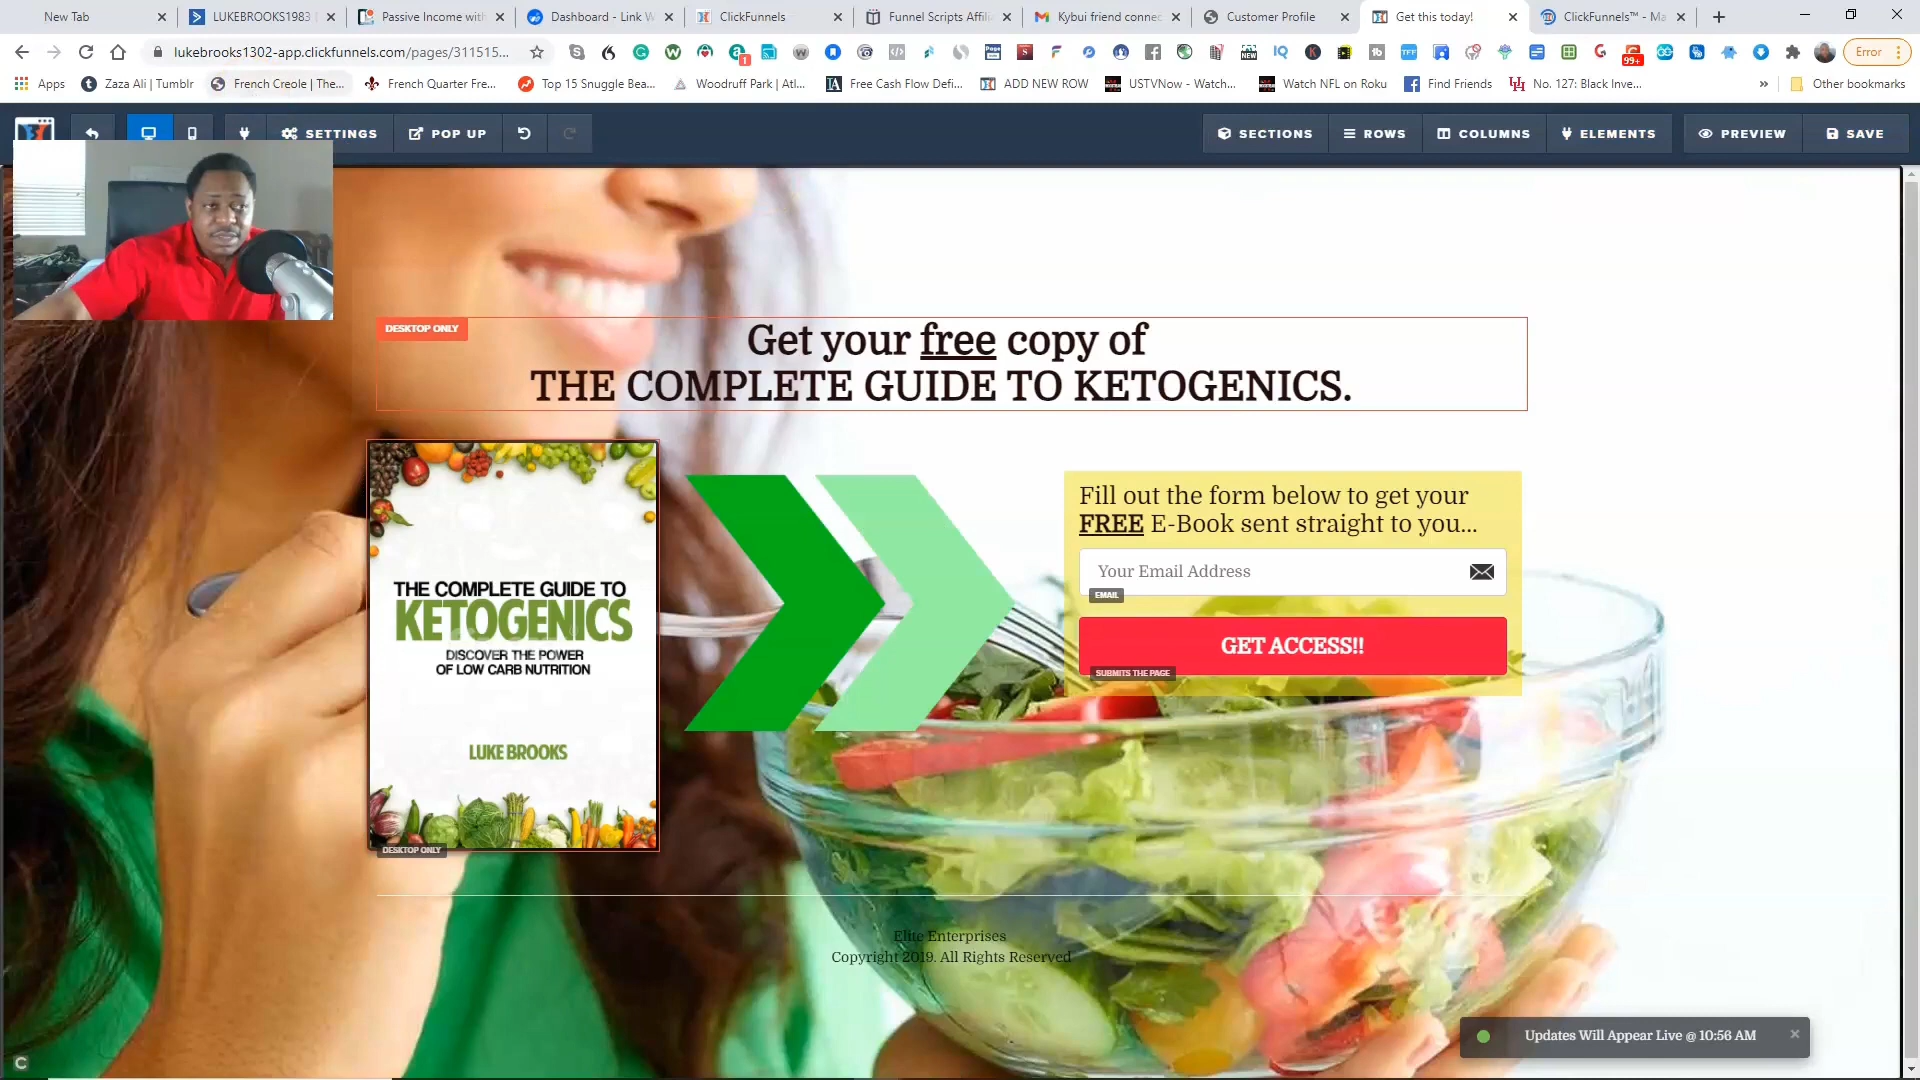 New Tab
LUKEBROOKS1983
Passive Income with
Dashboard - Link W
ClickFunnels
Funnel Scripts Affili
Kybui friend connec
Customer Profile
Get this today!
ClickFunnels™ - Ma
lukebrooks1302-app.clickfunnels.com/pages/311515...
Error
Apps
Zaza Ali | Tumblr
French Creole | The...
French Quarter Fre...
Top 15 Snuggle Bea...
Woodruff Park | Atl...
Free Cash Flow Defi...
ADD NEW ROW
USTVNow - Watch...
Watch NFL on Roku
Find Friends
No. 127: Black Inve...
Other bookmarks
SETTINGS
POP UP
SECTIONS
ROWS
COLUMNS
ELEMENTS
PREVIEW
SAVE
DESKTOP ONLY
Get your free copy of
THE COMPLETE GUIDE TO KETOGENICS.
THE COMPLETE GUIDE TO
KETOGENICS
DISCOVER THE POWER
OF LOW CARB NUTRITION
LUKE BROOKS
DESKTOP ONLY
Fill out the form below to get your
FREE E-Book sent straight to you...
Your Email Address
EMAIL
GET ACCESS!!
SUBMITS THE PAGE
Elite Enterprises
Copyright 2019. All Rights Reserved
Updates Will Appear Live @ 10:56 AM